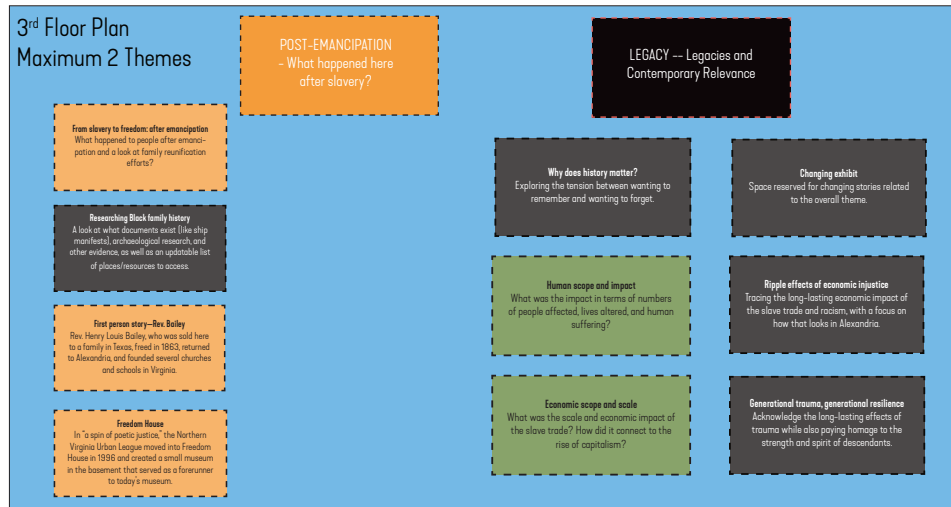 3rd Floor Plan
Maximum 2 Themes
POST-EMANCIPATION
- What happened here
after slavery?
LEGACY -- Legacies and
Contemporary Relevance
From slavery to freedom: after emancipation
What happened to people after emanci-
pation and a look at family reunification
efforts?
Researching Black family history
A look at what documents exist (like ship
manifests), archaeological research, and
other evidence, as well as an updatable list
of places/resources to access.
First person story—Rev. Bailey
Rev. Henry Louis Bailey, who was sold here
to a family in Texas, freed in 1863, returned
to Alexandria, and founded several churches
and schools in Virginia.
Freedom House
In "a spin of poetic justice," the Northern
Virginia Urban League moved into Freedom
House in 1996 and created a small museum
in the basement that served as a forerunner
to today's museum.
Why does history matter?
Exploring the tension between wanting to
remember and wanting to forget.
Changing exhibit
Space reserved for changing stories related
to the overall theme.
Human scope and impact
What was the impact in terms of numbers
of people affected, lives altered, and human
suffering?
Ripple effects of economic injustice
Tracing the long-lasting economic impact of
the slave trade and racism, with a focus on
how that looks in Alexandria.
Economic scope and scale
What was the scale and economic impact of
the slave trade? How did it connect to the
rise of capitalism?
Generational trauma, generational resilience
Acknowledge the long-lasting effects of
trauma while also paying homage to the
strength and spirit of descendants.